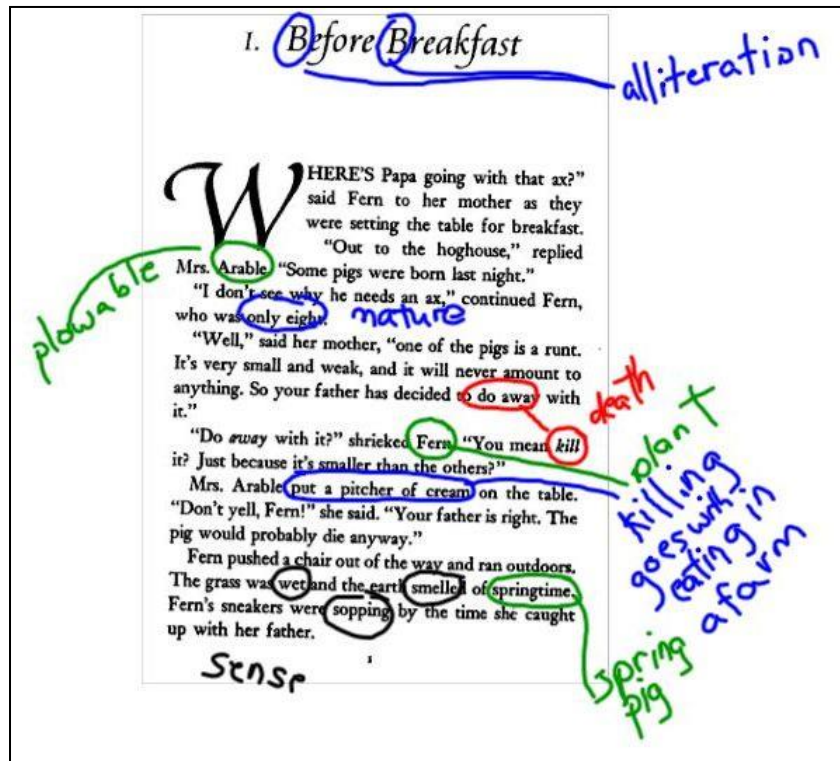 I. Before Breakfast
alliteration
WHERE'S Papa going with that ax?"
said Fern to her mother as they
were setting the table for breakfast.
"Out to the hoghouse," replied
plowable
Mrs. Arable. "Some pigs were born last night."
"I don't see why he needs an ax," continued Fern,
who was only eight.
nature
"Well," said her mother, "one of the pigs is a runt.
It's very small and weak, and it will never amount to
anything. So your father has decided to do away with
it."
death
"Do away with it?" shrieked Fern. "You mean kill
it? Just because it's smaller than the others?"
plant
Mrs. Arable put a pitcher of cream on the table.
"Don't yell, Fern!" she said. "Your father is right. The
pig would probably die anyway."
killing
goes with
eating in
a farm
Fern pushed a chair out of the way and ran outdoors.
The grass was wet and the earth smelled of springtime.
Fern's sneakers were sopping by the time she caught
up with her father.
sense
1
spring
pig